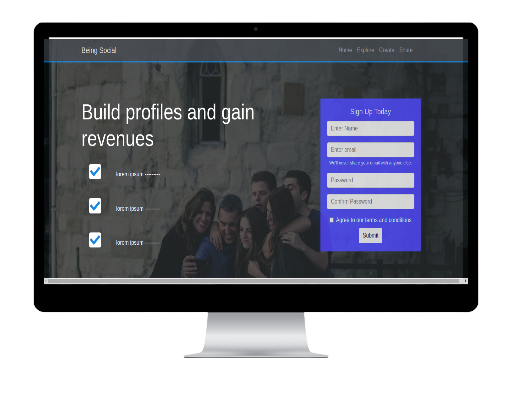 Being Social
Home Explore Create Share
Build profiles and gain
revenues
lorem ipsum --------
lorem ipsum
lorem ipsum
Sign Up Today
Enter Name
Enter email
We'll never share your email with anyone else.
Password
Confirm Password
Agree to our terms and conditions
Submit